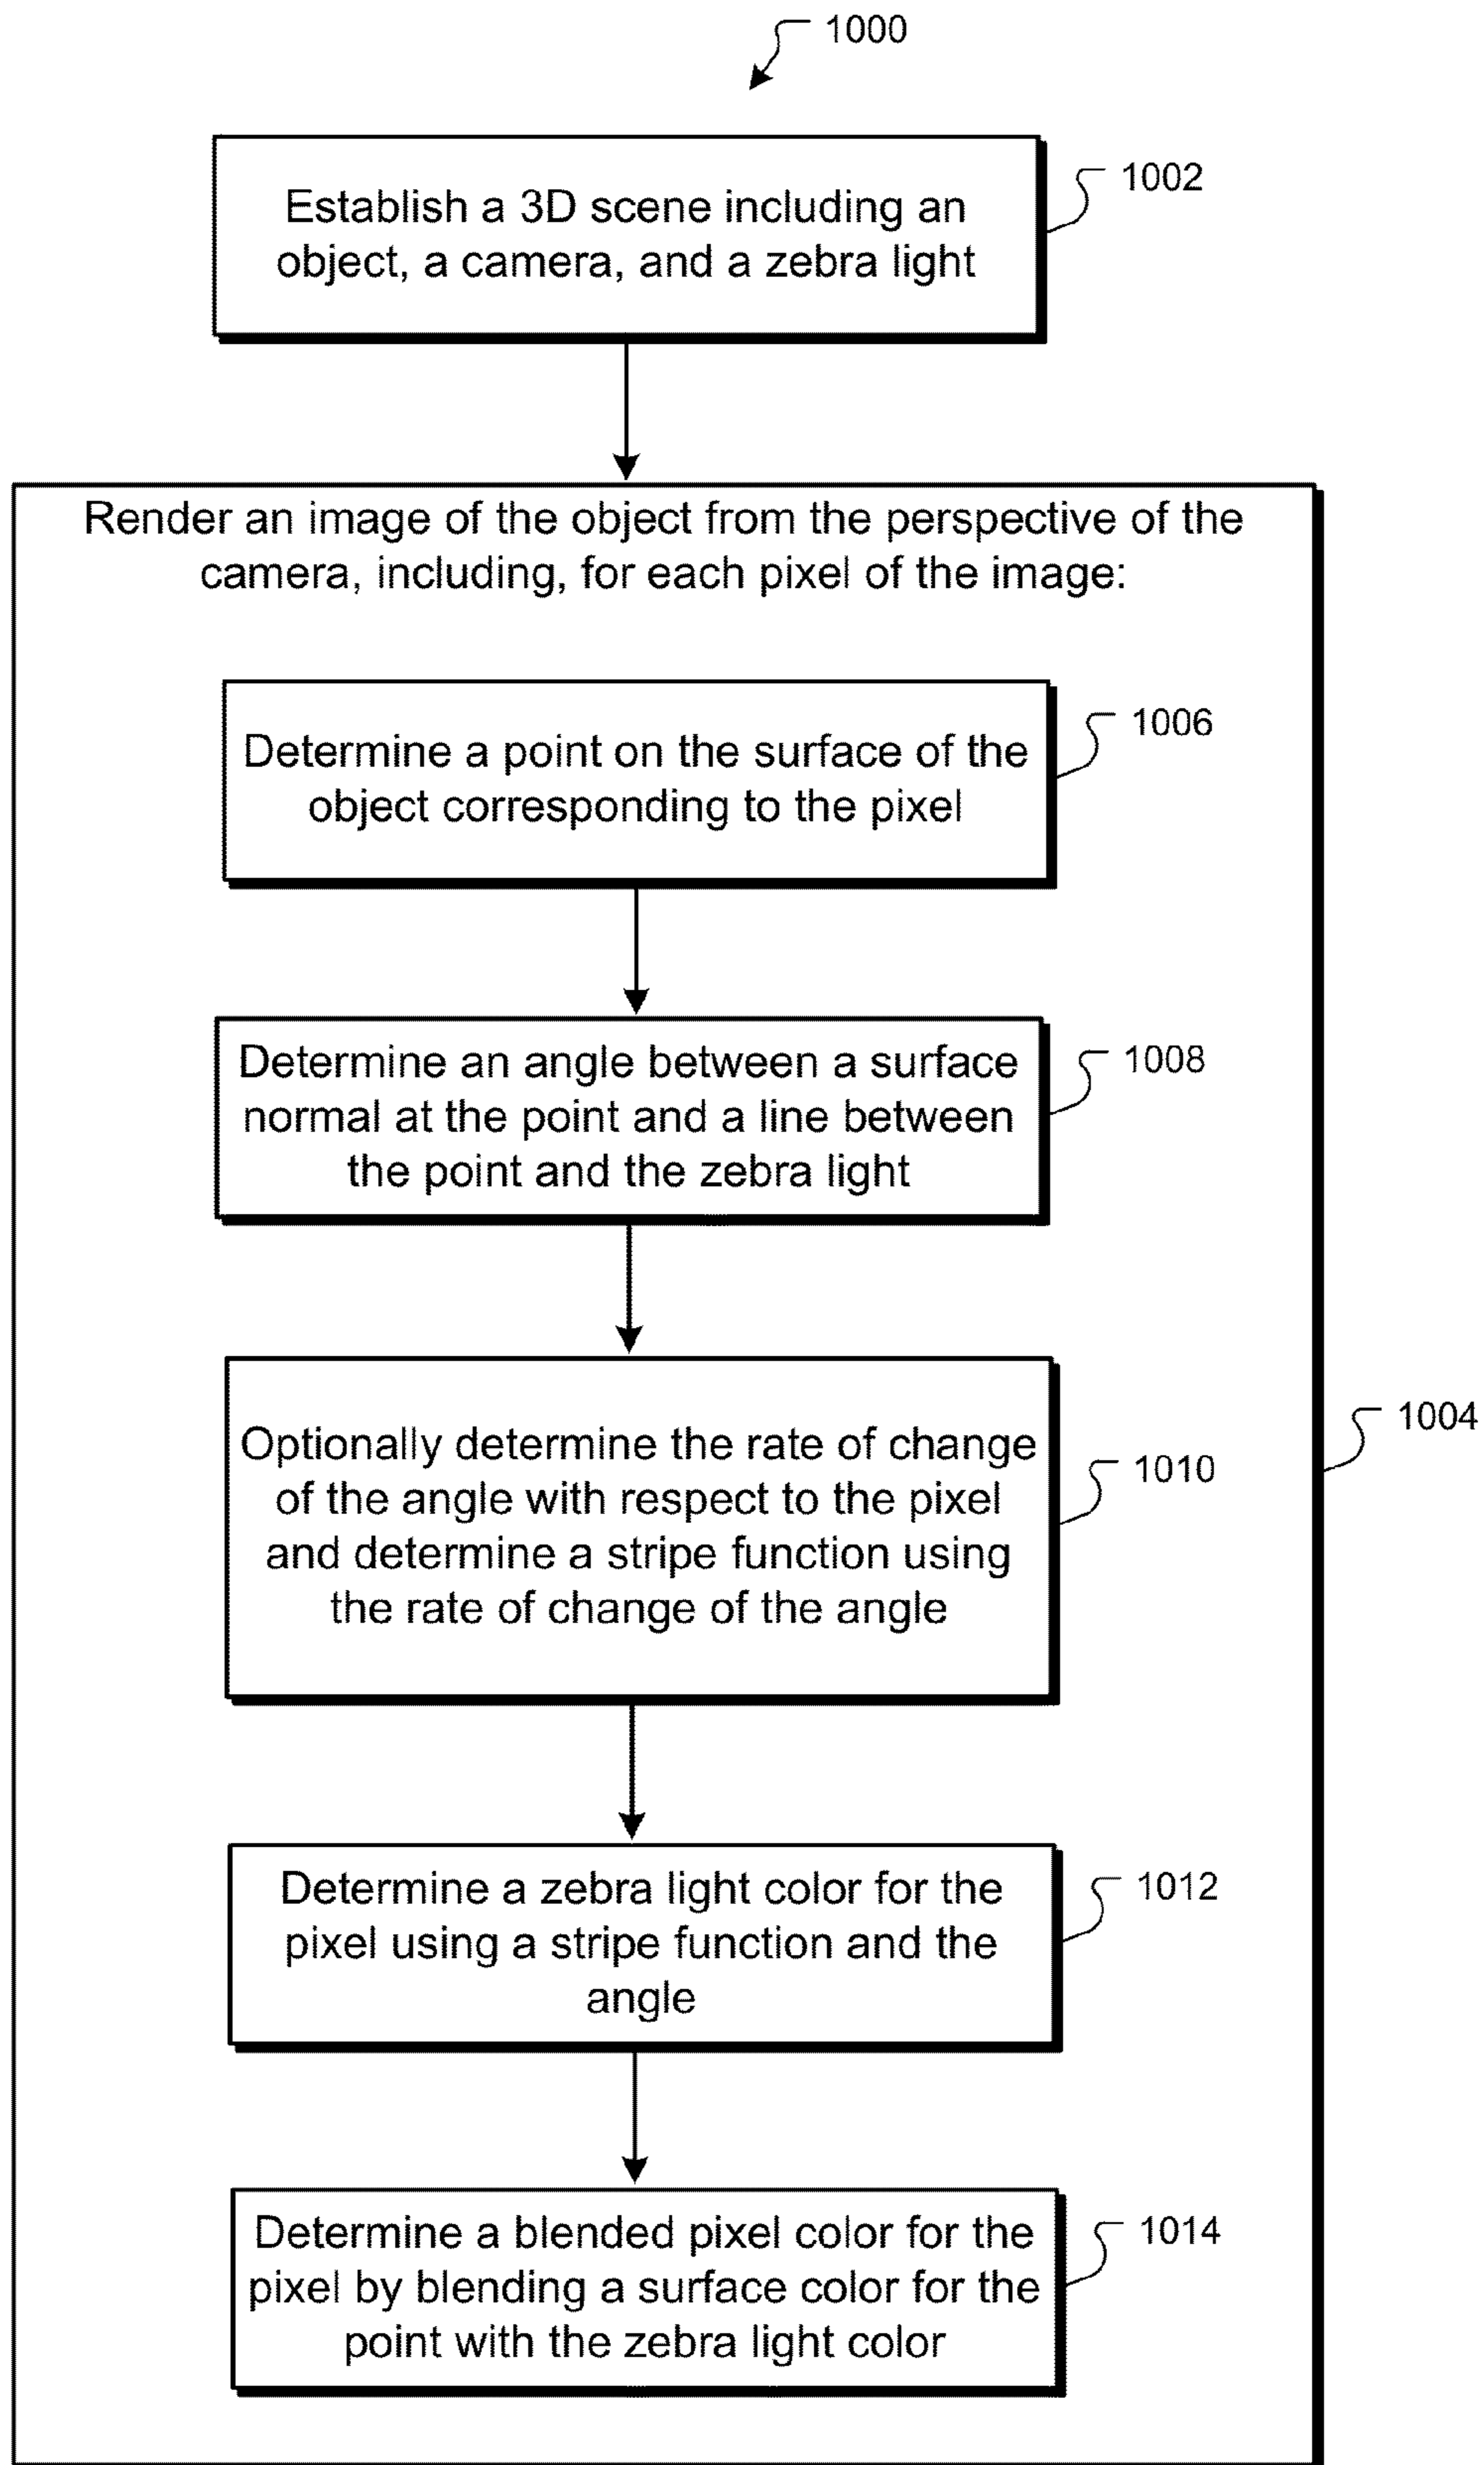 1000
Establish a 3D scene including an
object, a camera, and a zebra light
1002
Render an image of the object from the perspective of the
camera, including, for each pixel of the image:
Determine a point on the surface of the
object corresponding to the pixel
1006
Determine an angle between a surface
normal at the point and a line between
the point and the zebra light
1008
Optionally determine the rate of change
of the angle with respect to the pixel
and determine a stripe function using
the rate of change of the angle
1010
1004
Determine a zebra light color for the
pixel using a stripe function and the
angle
1012
Determine a blended pixel color for the
pixel by blending a surface color for the
point with the zebra light color
1014